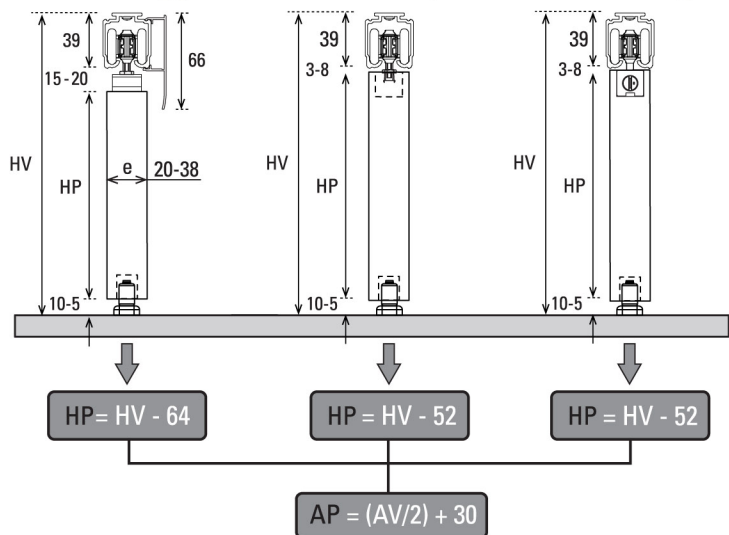 39
15-20
66
HV
HP
e
20-38
10-5
39
3-8
HV
HP
10-5
39
3-8
HV
HP
10-5
HP = HV - 64
HP = HV - 52
HP = HV - 52
AP = (AV/2) + 30